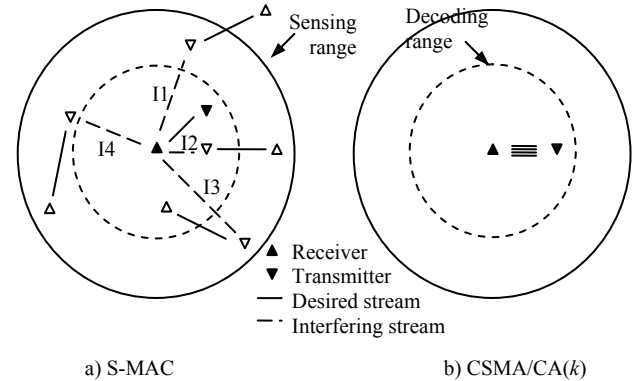 Sensing
range
Decoding
range
I1
I2
I4
I3
Receiver
Transmitter
Desired stream
Interfering stream
a) S-MAC
b) CSMA/CA(k)